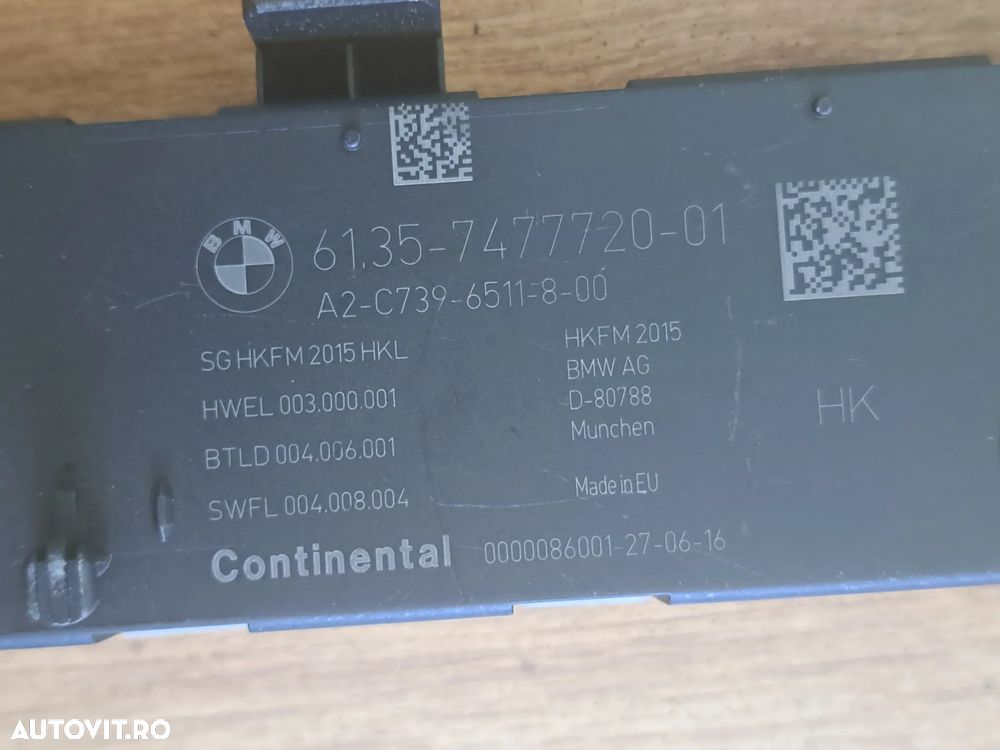 BMW
61.35-7477720-01
A2-C739-6511-8-00
SG HKFM 2015 HKL
HWEL 003.000.001
BTLD 004.006.001
SWFL 004.008.004
HKFM 2015
BMW AG
D-80788
Munchen
Made in EU
HK
Continental 0000086001-27-06-16
AUTOVIT.RO